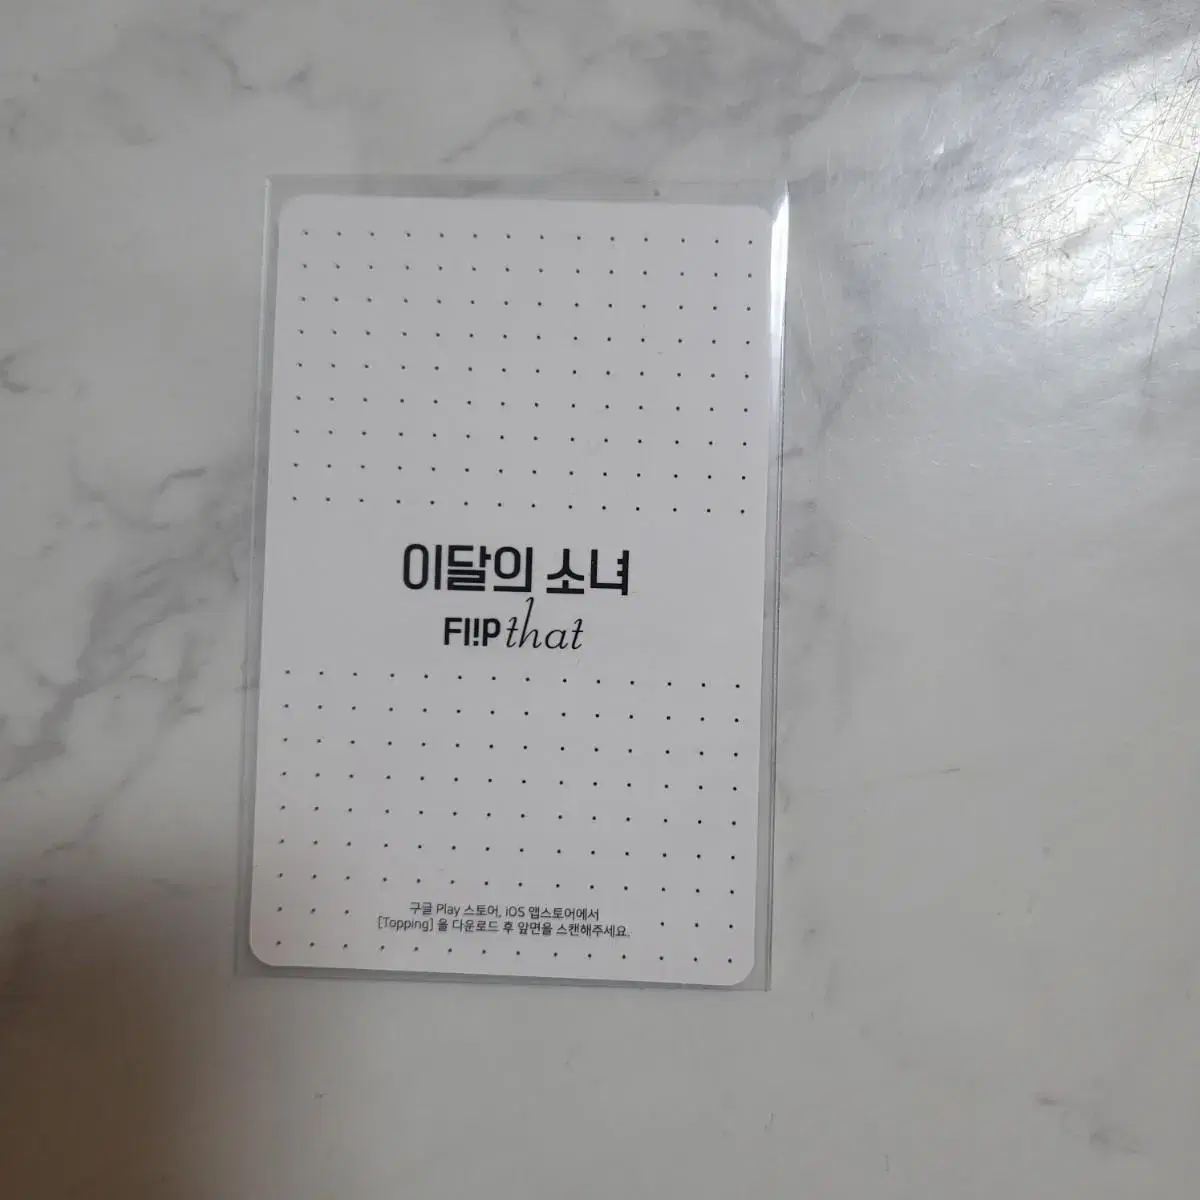 이달의 소녀
Fl!P that
구글 Play 스토어, iOS 앱스토어에서
[Topping] 을 다운로드 후 앞면을 스캔해주세요.